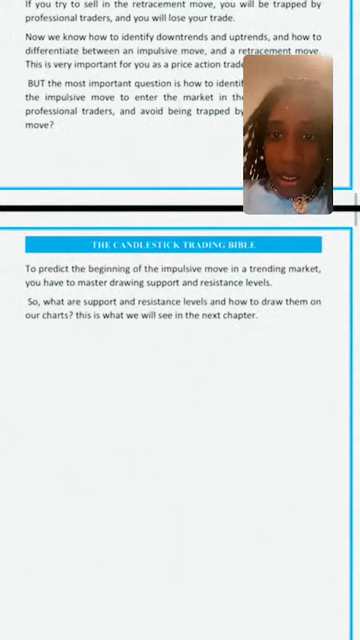 If you try to sell in the retracement move, you will be trapped by
professional traders, and you will lose your trade.
Now we know how to identify downtrends and uptrends, and how to
differentiate between an impulsive move, and a retracement move.
This is very important for you as a price action trade
BUT the most important question is how to identif
the impulsive move to enter the market in th
professional traders, and avoid being trapped by
move?
THE CANDLESTICK TRADING BIBLE
To predict the beginning of the impulsive move in a trending market,
you have to master drawing support and resistance levels.
So, what are support and resistance levels and how to draw them on
our charts? this is what we will see in the next chapter.